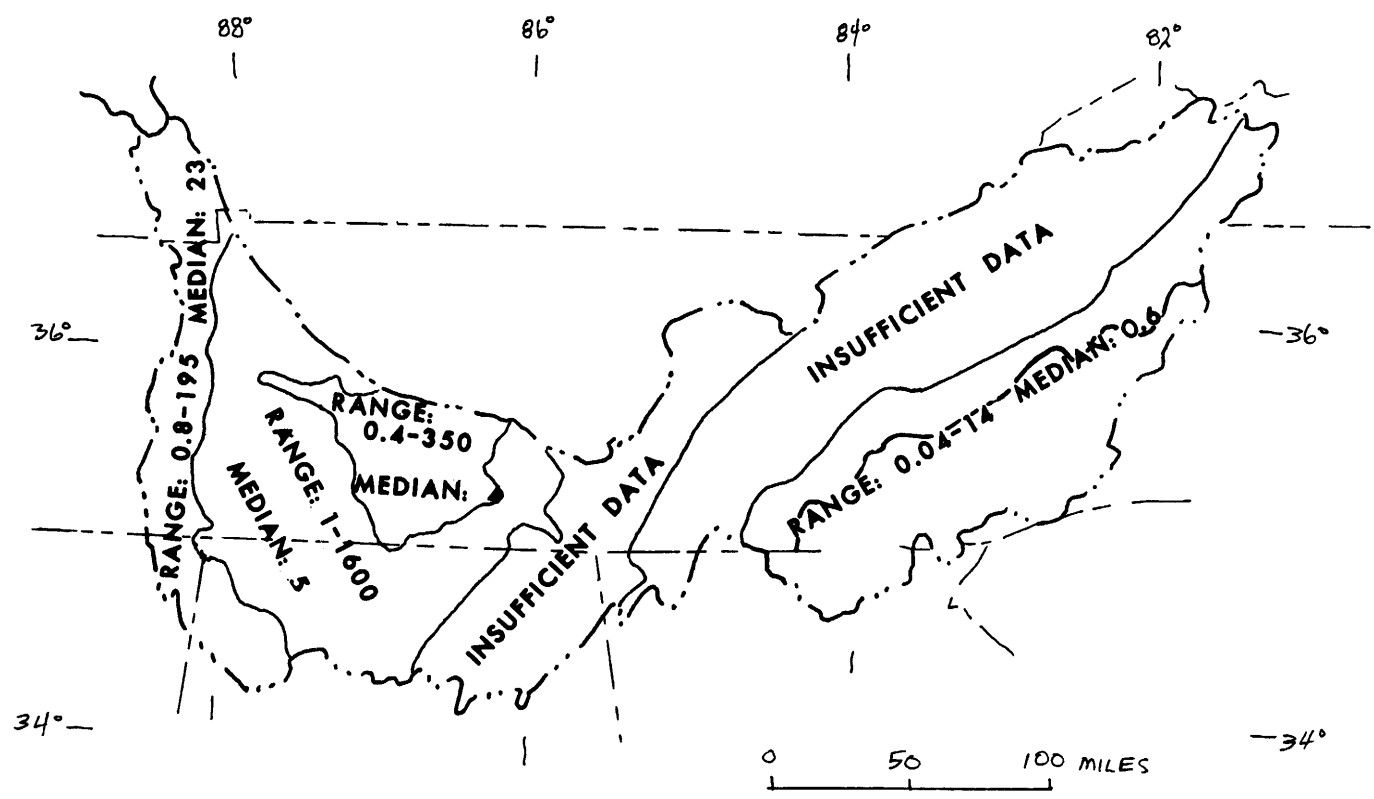 88°
86°
84°
82°
36°
36°
34°
34°
RANGE: 0.8-195 MEDIAN: 23
RANGE: 1-1600
MEDIAN: 5
RANGE:
0.4-350
MEDIAN:
INSUFFICIENT DATA
INSUFFICIENT DATA
RANGE: 0.04-14 MEDIAN: 0.6
0 50 100 MILES